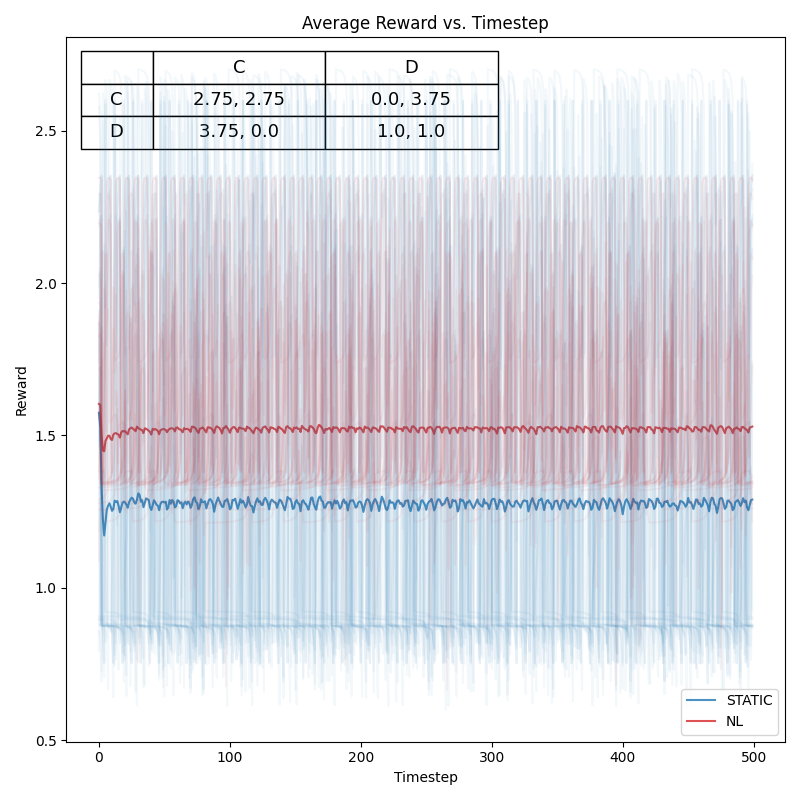 Average Reward vs. Timestep
C D
C 2.75, 2.75 0.0, 3.75
D 3.75, 0.0 1.0, 1.0
2.5
2.0
1.5
1.0
0.5
Reward
0 100 200 300 400 500
Timestep
STATIC
NL